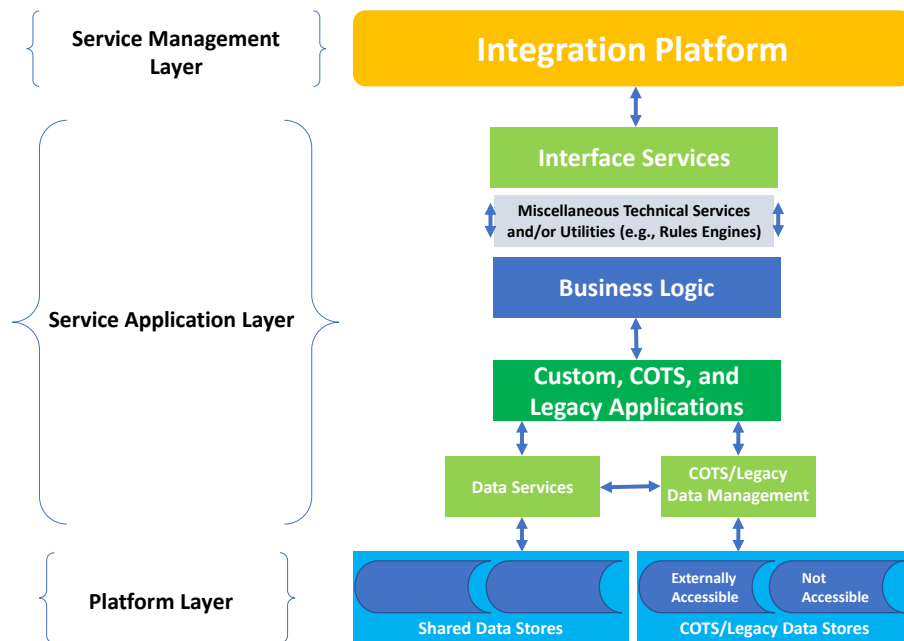 Service Management
Layer
Integration Platform
Interface Services
Miscellaneous Technical Services
and/or Utilities (e.g., Rules Engines)
Business Logic
Service Application Layer
Custom, COTS, and
Legacy Applications
Data Services
COTS/Legacy
Data Management
Platform Layer
Externally
Accessible
Not
Accessible
Shared Data Stores
COTS/Legacy Data Stores